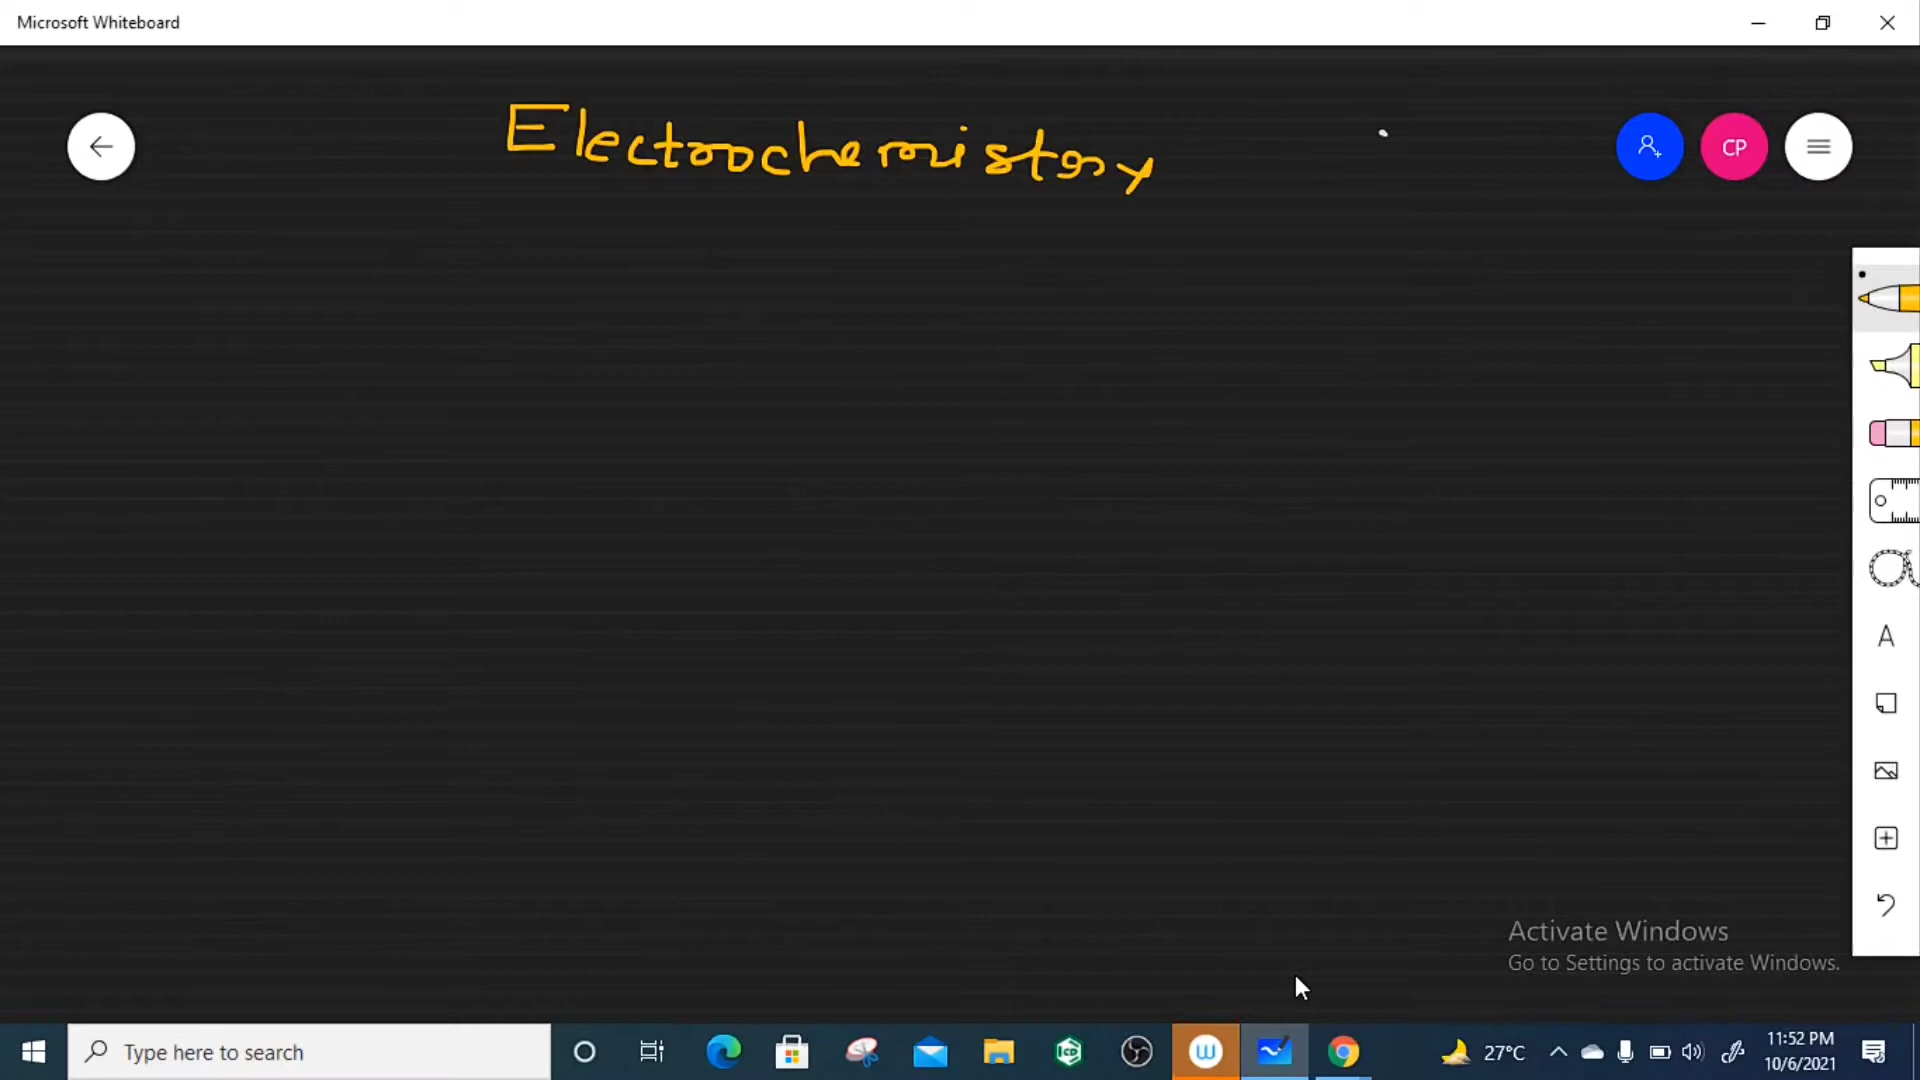 Microsoft Whiteboard
Electrochemistry
CP
A
Activate Windows
Go to Settings to activate Windows.
Type here to search
W
27°C
11:52 PM
10/6/2021